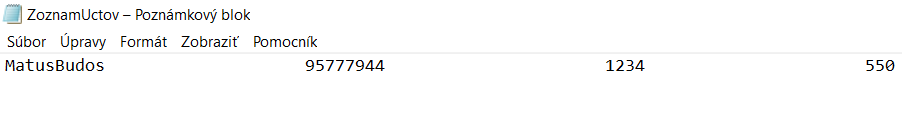 ZoznamUctov – Poznámkový blok
Súbor Úpravy Formát Zobraziť Pomocník
MatusBudos 95777944 1234 550